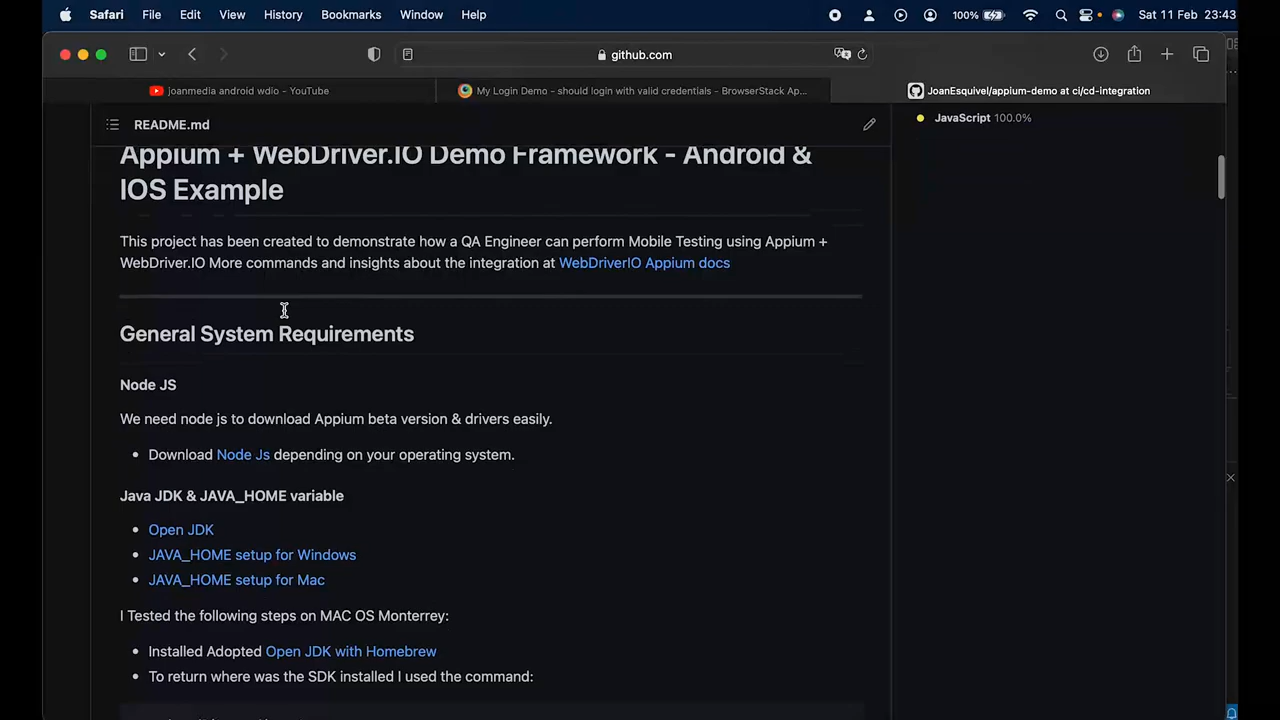 Safari File Edit View History Bookmarks Window Help 100% Sat 11 Feb 23:43
github.com
joanmedia android wdio - YouTube
My Login Demo - should login with valid credentials - BrowserStack Ap...
JoanEsquivel/appium-demo at ci/cd-integration
README.md
JavaScript 100.0%
Appium + WebDriver.IO Demo Framework - Android &
IOS Example
This project has been created to demonstrate how a QA Engineer can perform Mobile Testing using Appium +
WebDriver.IO More commands and insights about the integration at WebDriverIO Appium docs
General System Requirements
Node JS
We need node js to download Appium beta version & drivers easily.
• Download Node Js depending on your operating system.
Java JDK & JAVA_HOME variable
• Open JDK
• JAVA_HOME setup for Windows
• JAVA_HOME setup for Mac
I Tested the following steps on MAC OS Monterrey:
• Installed Adopted Open JDK with Homebrew
• To return where was the SDK installed I used the command: